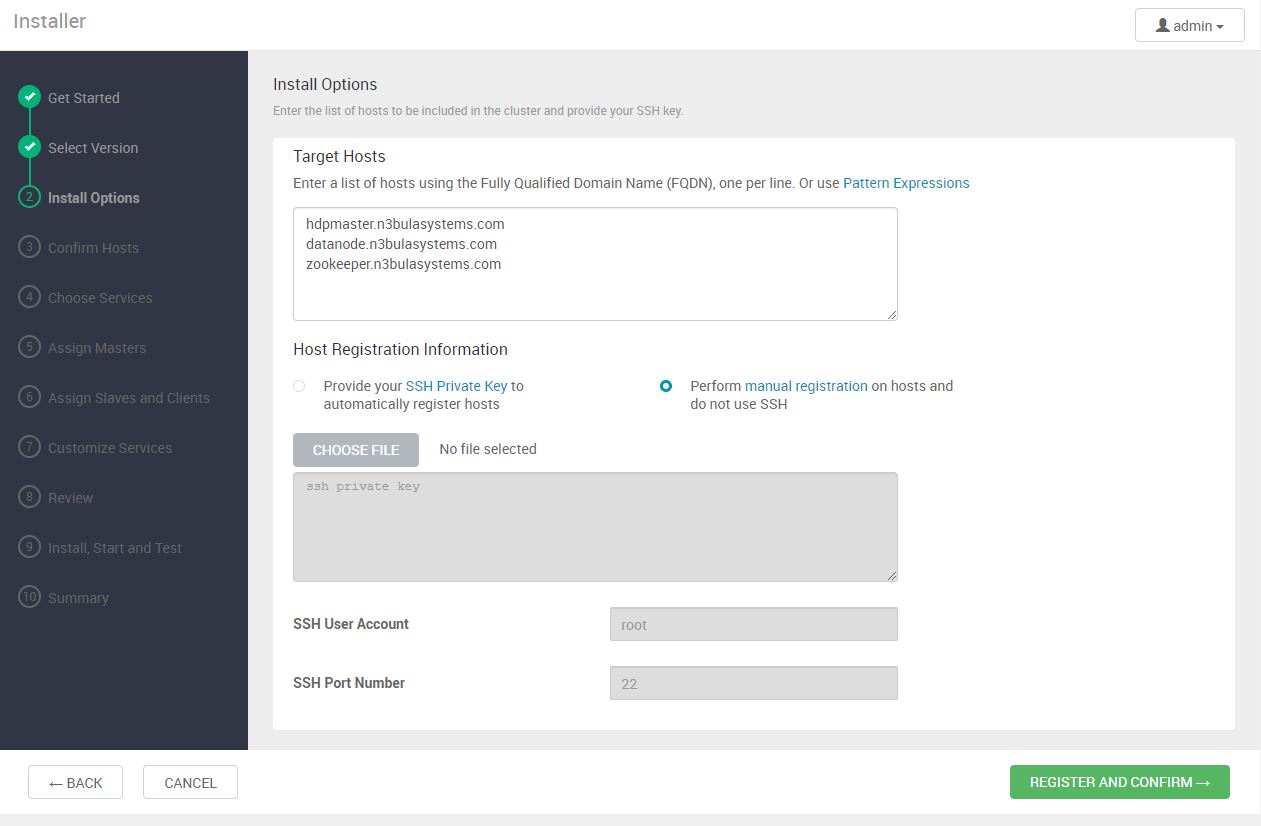 Installer
admin
Get Started
Select Version
2 Install Options
3 Confirm Hosts
4 Choose Services
5 Assign Masters
6 Assign Slaves and Clients
7 Customize Services
8 Review
9 Install, Start and Test
10 Summary
Install Options
Enter the list of hosts to be included in the cluster and provide your SSH key.
Target Hosts
Enter a list of hosts using the Fully Qualified Domain Name (FQDN), one per line. Or use Pattern Expressions
hdpmaster.n3bulasystems.com
datanode.n3bulasystems.com
zookeeper.n3bulasystems.com
Host Registration Information
Provide your SSH Private Key to
automatically register hosts
Perform manual registration on hosts and
do not use SSH
CHOOSE FILE No file selected
ssh private key
SSH User Account root
SSH Port Number 22
← BACK CANCEL REGISTER AND CONFIRM →